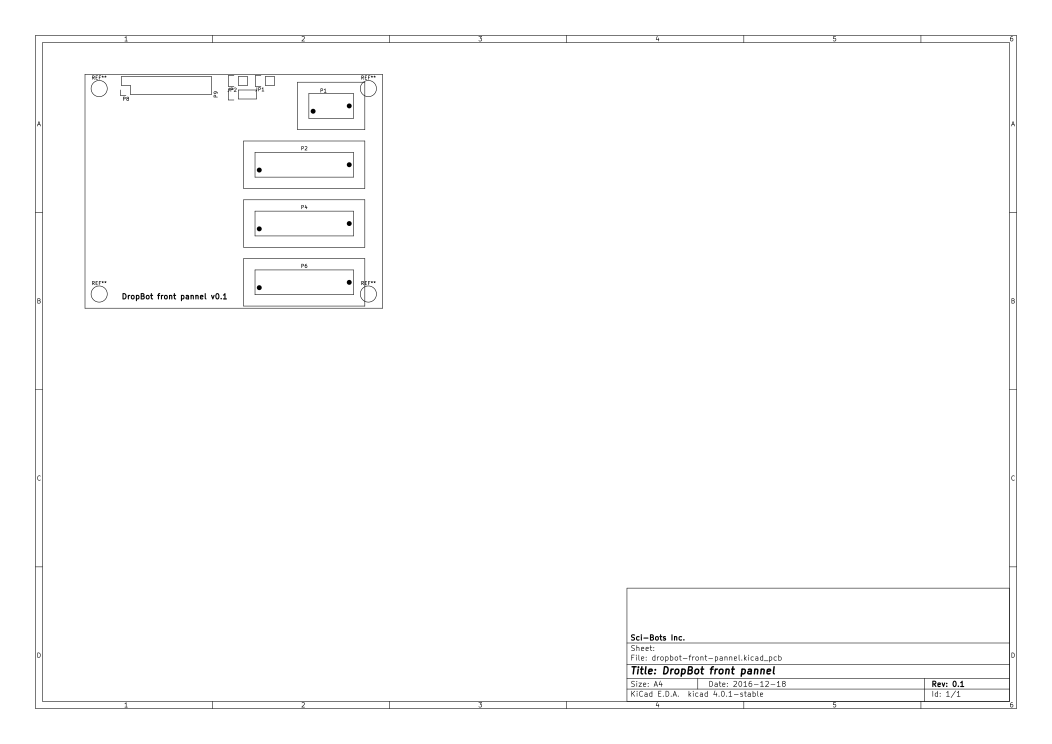 1 2 3 4 5 6
REF** REF**
P8 P9 P2 P1 P1
A A
P2
P4
P6
REF** REF**
DropBot front pannel v0.1
B B
C C
Sci-Bots Inc.
Sheet:
File: dropbot-front-pannel.kicad_pcb
D D
Title: DropBot front pannel
Size: A4 Date: 2016-12-18 Rev: 0.1
KiCad E.D.A. kicad 4.0.1-stable Id: 1/1
1 2 3 4 5 6